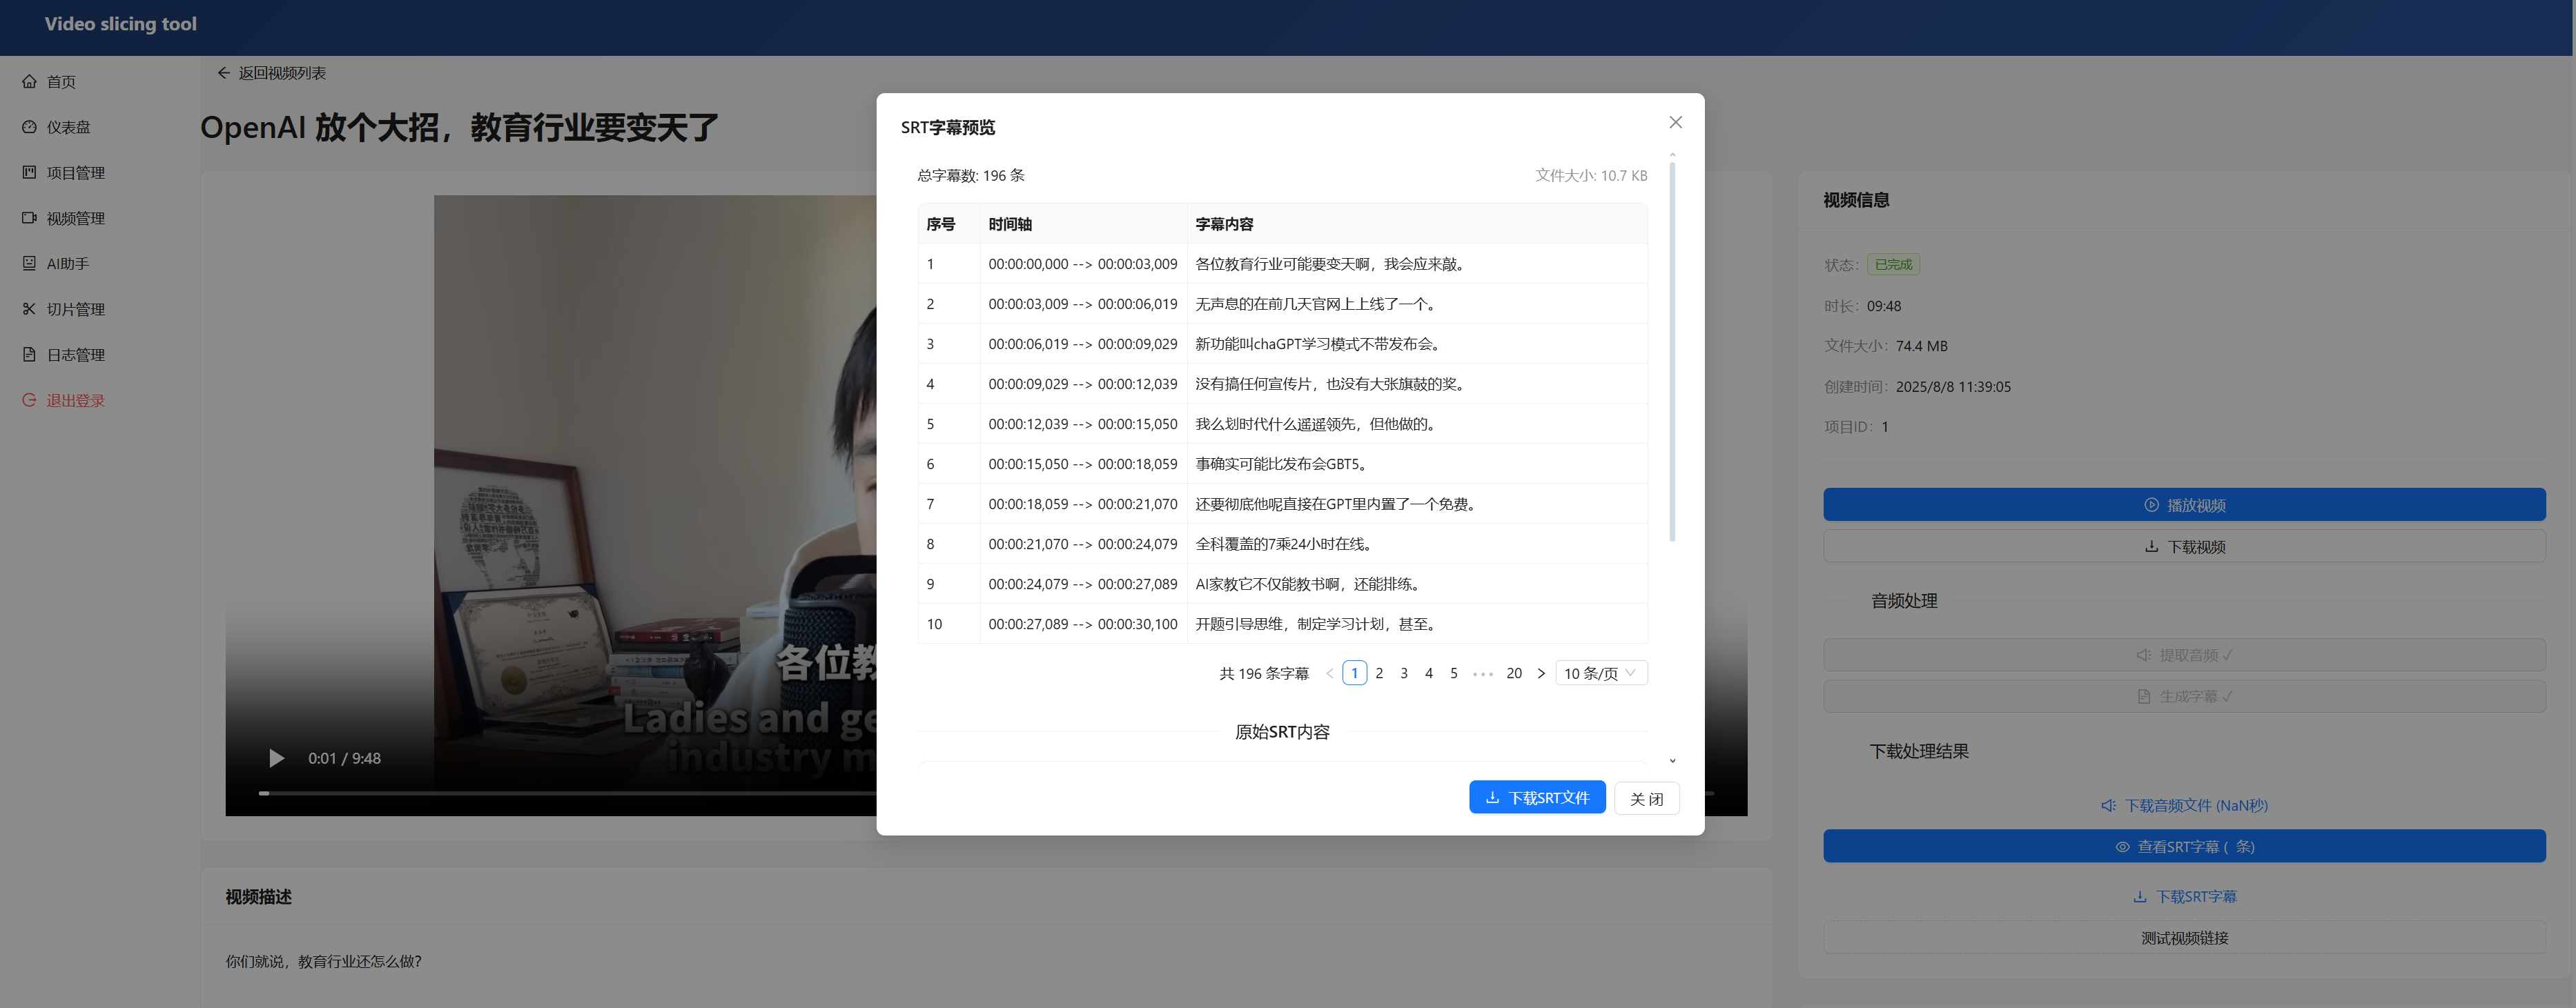 Video slicing tool
首页
仪表盘
项目管理
视频管理
AI助手
切片管理
日志管理
退出登录
返回视频列表
OpenAI 放个大招，教育行业要变天了
各位教
Ladies and ge
industry m
0:01 / 9:48
视频描述
你们就说，教育行业还怎么做？
SRT字幕预览
总字幕数: 196 条
文件大小: 10.7 KB
序号 时间轴 字幕内容
1 00:00:00,000 --> 00:00:03,009 各位教育行业可能要变天啊，我会应来敲。
2 00:00:03,009 --> 00:00:06,019 无声息的在前几天官网上上线了一个。
3 00:00:06,019 --> 00:00:09,029 新功能叫chaGPT学习模式不带发布会。
4 00:00:09,029 --> 00:00:12,039 没有搞任何宣传片，也没有大张旗鼓的奖。
5 00:00:12,039 --> 00:00:15,050 我么划时代什么遥遥领先，但他做的。
6 00:00:15,050 --> 00:00:18,059 事确实可能比发布会GBT5。
7 00:00:18,059 --> 00:00:21,070 还要彻底他呢直接在GPT里内置了一个免费。
8 00:00:21,070 --> 00:00:24,079 全科覆盖的7乘24小时在线。
9 00:00:24,079 --> 00:00:27,089 AI家教它不仅能教书啊，还能排练。
10 00:00:27,089 --> 00:00:30,100 开题引导思维，制定学习计划，甚至。
共 196 条字幕 1 2 3 4 5 ••• 20 10 条/页
原始SRT内容
下载SRT文件
关 闭
视频信息
状态： 已完成
时长： 09:48
文件大小： 74.4 MB
创建时间： 2025/8/8 11:39:05
项目ID： 1
播放视频
下载视频
音频处理
提取音频 ✓
生成字幕 ✓
下载处理结果
下载音频文件 (NaN秒)
查看SRT字幕 ( 条)
下载SRT字幕
测试视频链接